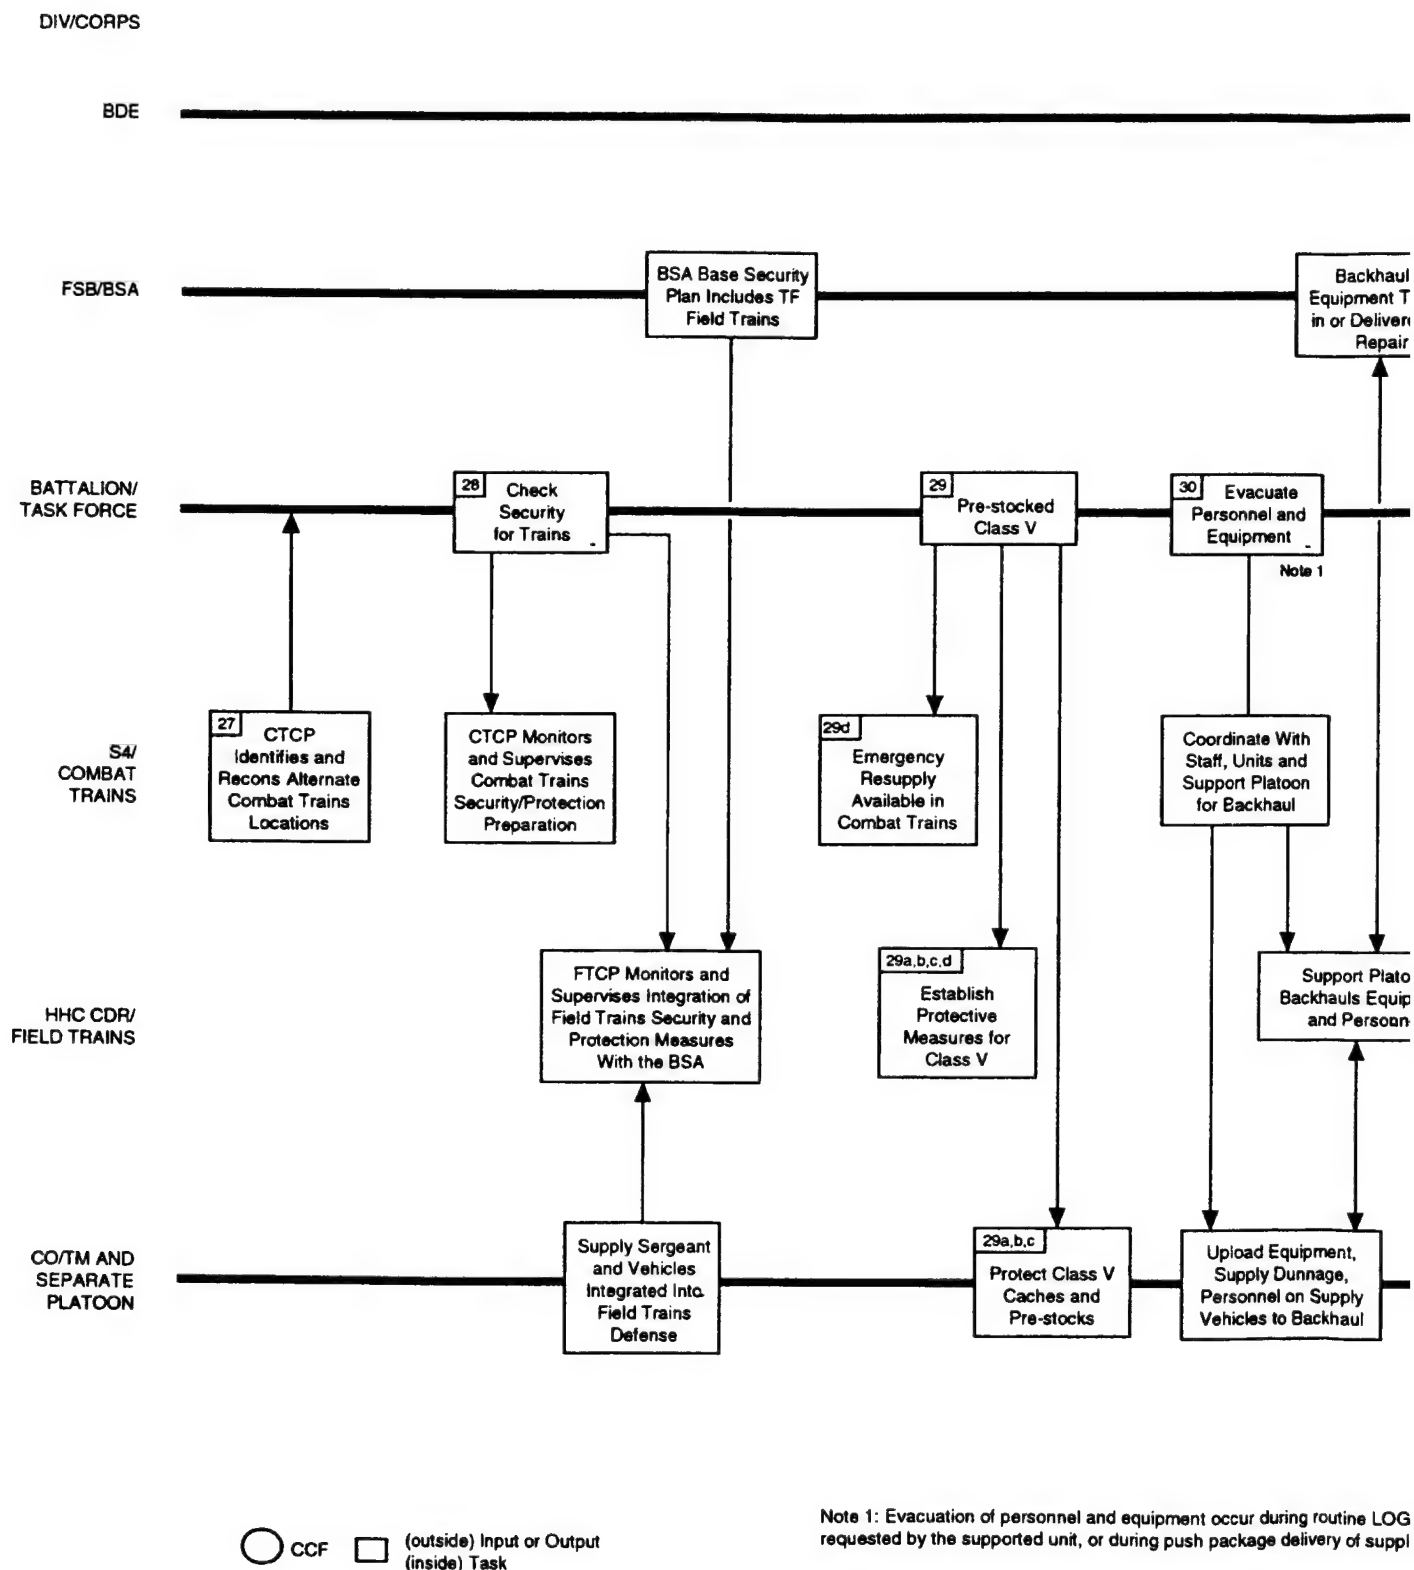 DIV/CORPS
BDE
FSB/BSA
BSA Base Security
Plan Includes TF
Field Trains
Backhaul
Equipment T
in or Deliver
Repair
BATTALION/
TASK FORCE
28
Check
Security
for Trains
29
Pre-stocked
Class V
30
Evacuate
Personnel and
Equipment
Note 1
S4/
COMBAT
TRAINS
27
CTCP
Identifies and
Recons Alternate
Combat Trains
Locations
CTCP Monitors
and Supervises
Combat Trains
Security/Protection
Preparation
29d
Emergency
Resupply
Available in
Combat Trains
Coordinate With
Staff, Units and
Support Platoon
for Backhaul
HHC CDR/
FIELD TRAINS
FTCP Monitors and
Supervises Integration of
Field Trains Security and
Protection Measures
With the BSA
29a,b,c,d
Establish
Protective
Measures for
Class V
Support Plato
Backhauls Equip
and Person
CO/TM AND
SEPARATE
PLATOON
Supply Sergeant
and Vehicles
Integrated Into
Field Trains
Defense
29a,b,c
Protect Class V
Caches and
Pre-stocks
Upload Equipment,
Supply Dunnage,
Personnel on Supply
Vehicles to Backhaul
CCF
(outside) Input or Output
(inside) Task
Note 1: Evacuation of personnel and equipment occur during routine LOG
requested by the supported unit, or during push package delivery of suppl